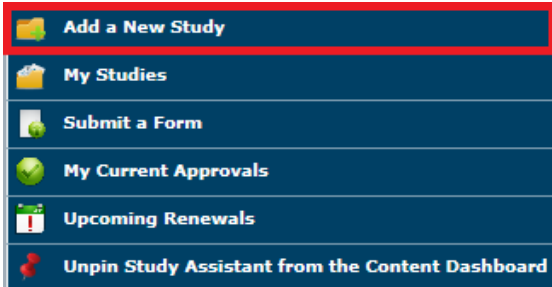 Add a New Study
My Studies
Submit a Form
My Current Approvals
Upcoming Renewals
Unpin Study Assistant from the Content Dashboard